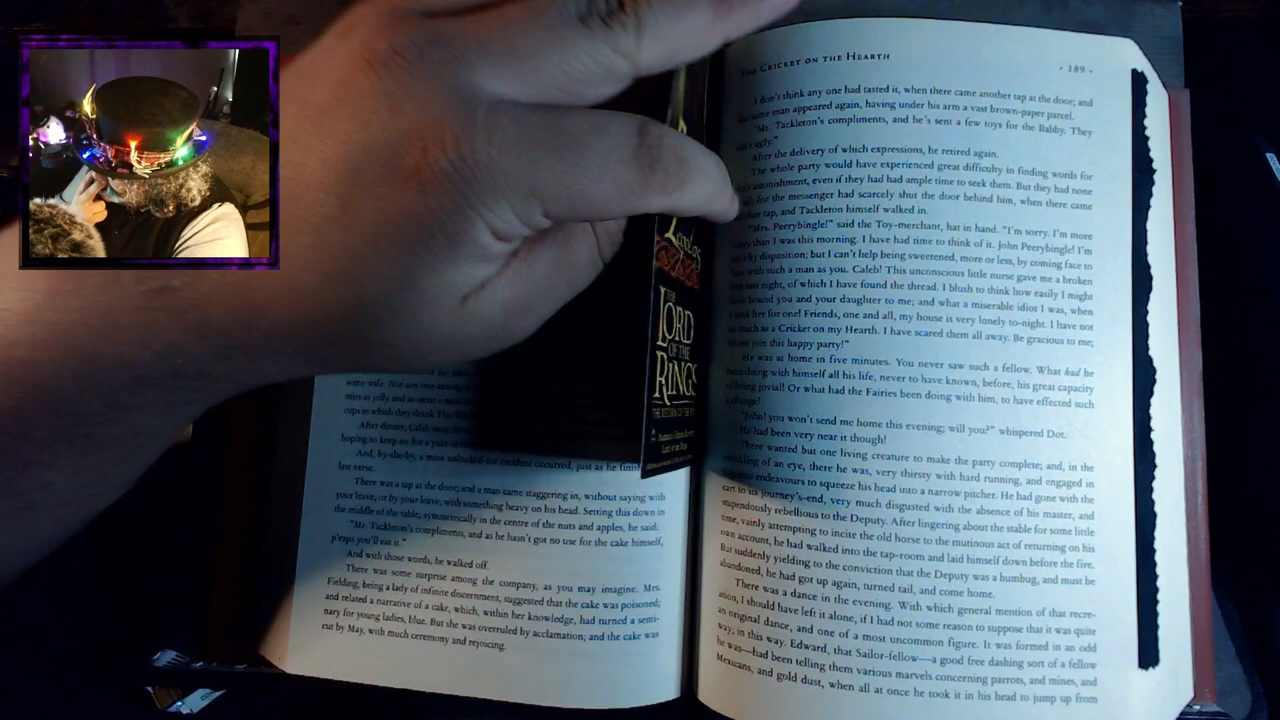 sorry wife. Nor any one among
miss as jolly and as stout a man
cups in which they drank The
After dinner, Caleb sang the
hoping to keep so, for a year
And, by-the-by, a most unlooked-for incident occurred, just as he finis
last verse.
There was a tap at the door; and a man came staggering in, without saying with
your leave, or by your leave, with something heavy on his head. Setting this down in
the middle of the table, symmetrically in the centre of the nuts and apples, he said:
"Mr. Tackleton's compliments, and as he hasn't got no use for the cake himself,
p'raps you'll eat it."
And with those words, he walked off.
There was some surprise among the company, as you may imagine. Mrs.
Fielding, being a lady of infinite discernment, suggested that the cake was poisoned;
and related a narrative of a cake, which, within her knowledge, had turned a semi-
nary for young ladies, blue. But she was overruled by acclamation; and the cake was
cut by May, with much ceremony and rejoicing.
Legolas
THE
LORD
OF THE
RINGS
THE RETURN OF THE
THE CRICKET ON THE HEARTH
· 189 ·
I don't think any one had tasted it, when there came another tap at the door; and
same man appeared again, having under his arm a vast brown-paper parcel.
"Mr. Tackleton's compliments, and he's sent a few toys for the Babby. They
ugly."
After the delivery of which expressions, he retired again.
The whole party would have experienced great difficulty in finding words for
astonishment, even if they had had ample time to seek them. But they had none
for the messenger had scarcely shut the door behind him, when there came
tap, and Tackleton himself walked in.
"Mrs. Peerybingle!" said the Toy-merchant, hat in hand. "I'm sorry. I'm more
sorry than I was this morning. I have had time to think of it. John Peerybingle! I'm
by disposition; but I can't help being sweetened, more or less, by coming face to
face with such a man as you. Caleb! This unconscious little nurse gave me a broken
last night, of which I have found the thread. I blush to think how easily I might
have bound you and your daughter to me; and what a miserable idiot I was, when
I took her for one! Friends, one and all, my house is very lonely to-night. I have not
so much as a Cricket on my Hearth. I have scared them all away. Be gracious to me;
let me join this happy party!"
He was at home in five minutes. You never saw such a fellow. What had he
been doing with himself all his life, never to have known, before, his great capacity
of being jovial! Or what had the Fairies been doing with him, to have effected such
a change!
"John! you won't send me home this evening; will you?" whispered Dot.
He had been very near it though!
There wanted but one living creature to make the party complete; and, in the
twinkling of an eye, there he was, very thirsty with hard running, and engaged in
endeavours to squeeze his head into a narrow pitcher. He had gone with the
cart to its journey's-end, very much disgusted with the absence of his master, and
stupendously rebellious to the Deputy. After lingering about the stable for some little
time, vainly attempting to incite the old horse to the mutinous act of returning on his
own account, he had walked into the tap-room and laid himself down before the fire.
But suddenly yielding to the conviction that the Deputy was a humbug, and must be
abandoned, he had got up again, turned tail, and come home.
There was a dance in the evening. With which general mention of that recre-
ation, I should have left it alone, if I had not some reason to suppose that it was quite
an original dance, and one of a most uncommon figure. It was formed in an odd
way; in this way. Edward, that Sailor-fellow—a good free dashing sort of a fellow
he was—had been telling them various marvels concerning parrots, and mines, and
Mexicans, and gold dust, when all at once he took it in his head to jump up from